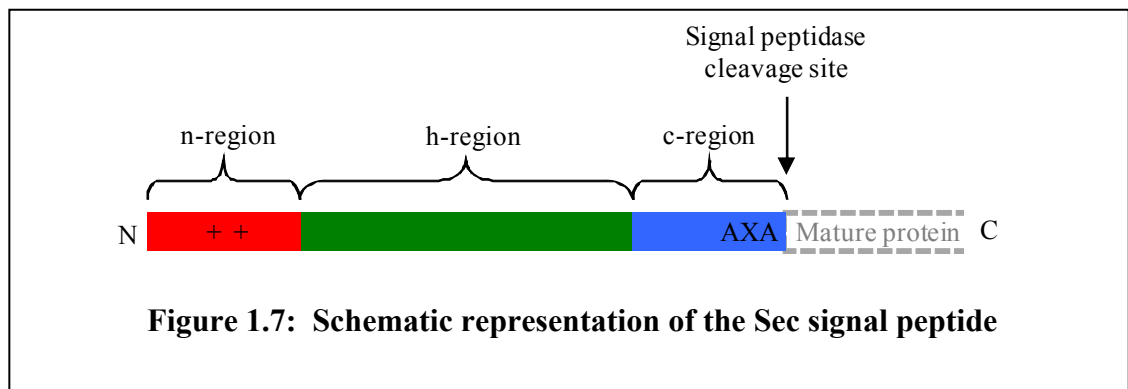 Signal peptidase
cleavage site
n-region
h-region
c-region
N
+ +
AXA
Mature protein
C
Figure 1.7: Schematic representation of the Sec signal peptide